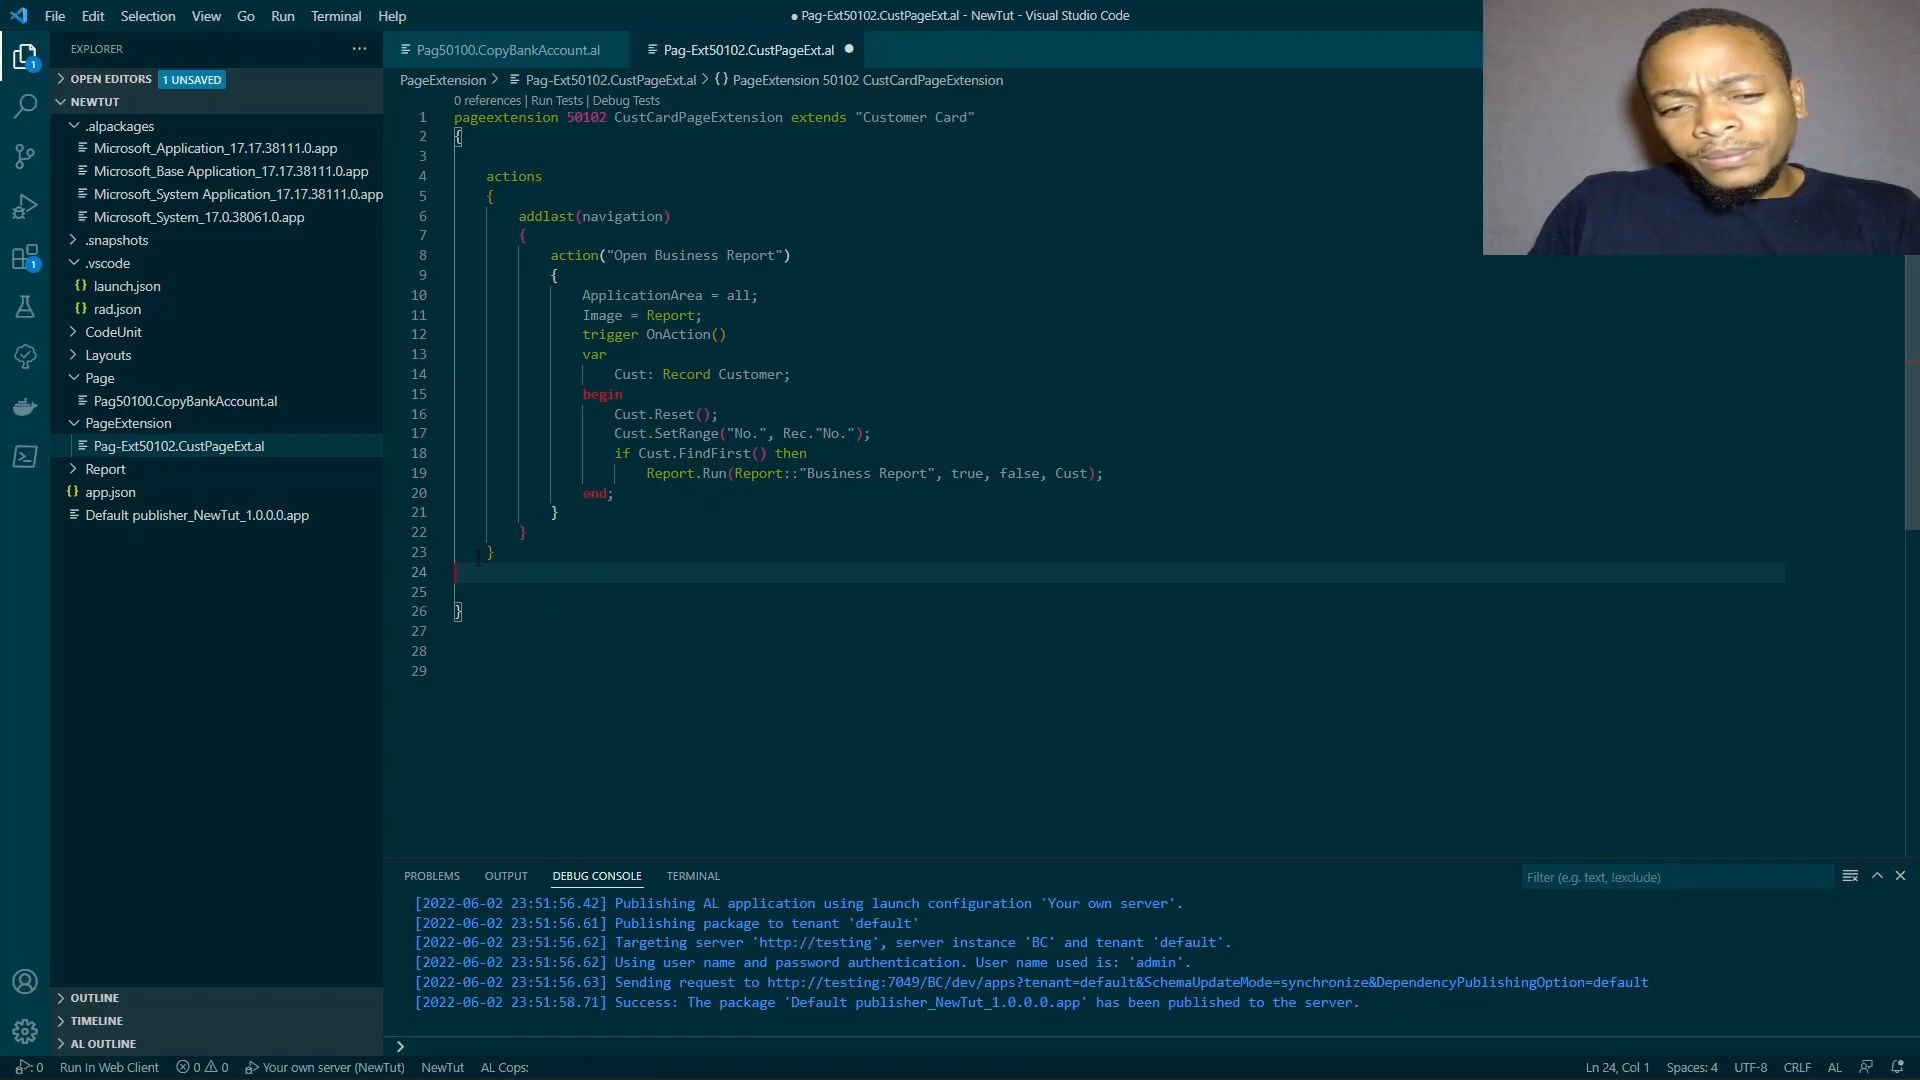 File Edit Selection View Go Run Terminal Help
● Pag-Ext50102.CustPageExt.al - NewTut - Visual Studio Code
EXPLORER
OPEN EDITORS 1 UNSAVED
NEWTUT
.alpackages
Microsoft_Application_17.17.38111.0.app
Microsoft_Base Application_17.17.38111.0.app
Microsoft_System Application_17.17.38111.0.app
Microsoft_System_17.0.38061.0.app
.snapshots
.vscode
{} launch.json
{} rad.json
CodeUnit
Layouts
Page
Pag50100.CopyBankAccount.al
PageExtension
Pag-Ext50102.CustPageExt.al
Report
{} app.json
Default publisher_NewTut_1.0.0.0.app
OUTLINE
TIMELINE
AL OUTLINE
1
1
Pag50100.CopyBankAccount.al Pag-Ext50102.CustPageExt.al ●
PageExtension > Pag-Ext50102.CustPageExt.al > {} PageExtension 50102 CustCardPageExtension
0 references | Run Tests | Debug Tests
1 pageextension 50102 CustCardPageExtension extends "Customer Card"
2 {
3
4 actions
5 {
6 addlast(navigation)
7 {
8 action("Open Business Report")
9 {
10 ApplicationArea = all;
11 Image = Report;
12 trigger OnAction()
13 var
14 Cust: Record Customer;
15 begin
16 Cust.Reset();
17 Cust.SetRange("No.", Rec."No.");
18 if Cust.FindFirst() then
19 Report.Run(Report::"Business Report", true, false, Cust);
20 end;
21 }
22 }
23 }
24
25
26 }
27
28
29
PROBLEMS OUTPUT DEBUG CONSOLE TERMINAL
Filter (e.g. text, !exclude)
[2022-06-02 23:51:56.42] Publishing AL application using launch configuration 'Your own server'.
[2022-06-02 23:51:56.61] Publishing package to tenant 'default'
[2022-06-02 23:51:56.62] Targeting server 'http://testing', server instance 'BC' and tenant 'default'.
[2022-06-02 23:51:56.62] Using user name and password authentication. User name used is: 'admin'.
[2022-06-02 23:51:56.63] Sending request to http://testing:7049/BC/dev/apps?tenant=default&SchemaUpdateMode=synchronize&DependencyPublishingOption=default
[2022-06-02 23:51:58.71] Success: The package 'Default publisher_NewTut_1.0.0.0.app' has been published to the server.
: 0 Run In Web Client 0 0 Your own server (NewTut) NewTut AL Cops: Ln 24, Col 1 Spaces: 4 UTF-8 CRLF AL